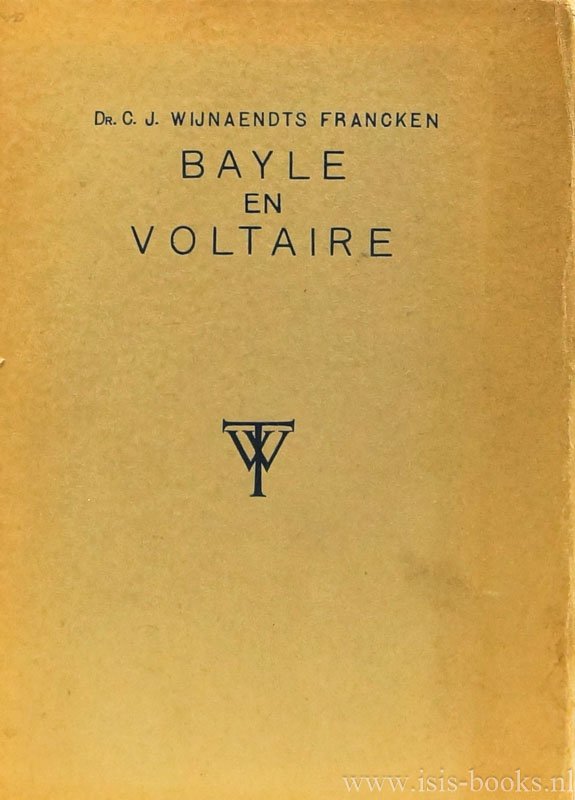 DR. C. J. WIJNAENDTS FRANCKEN
BAYLE
EN
VOLTAIRE
TW
www.isis-books.nl